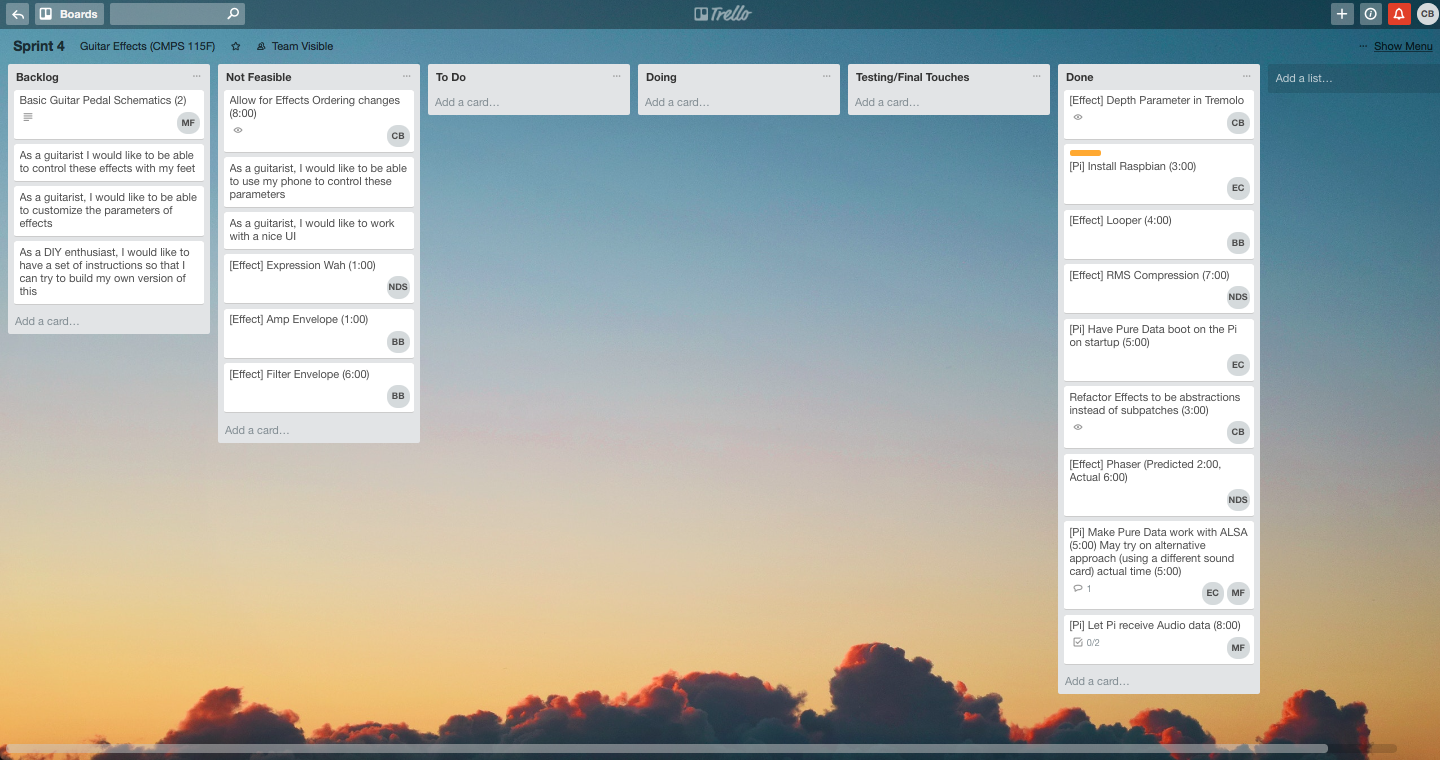 Boards
Trello
CB
Sprint 4
Guitar Effects (CMPS 115F)
Team Visible
··· Show Menu
Backlog
Basic Guitar Pedal Schematics (2)
MF
As a guitarist I would like to be able
to control these effects with my feet
As a guitarist, I would like to be able
to customize the parameters of
effects
As a DIY enthusiast, I would like to
have a set of instructions so that I
can try to build my own version of
this
Add a card…
Not Feasible
Allow for Effects Ordering changes
(8:00)
CB
As a guitarist, I would like to be able
to use my phone to control these
parameters
As a guitarist, I would like to work
with a nice UI
[Effect] Expression Wah (1:00)
NDS
[Effect] Amp Envelope (1:00)
BB
[Effect] Filter Envelope (6:00)
BB
Add a card…
To Do
Add a card…
Doing
Add a card…
Testing/Final Touches
Add a card…
Done
[Effect] Depth Parameter in Tremolo
CB
[Pi] Install Raspbian (3:00)
EC
[Effect] Looper (4:00)
BB
[Effect] RMS Compression (7:00)
NDS
[Pi] Have Pure Data boot on the Pi
on startup (5:00)
EC
Refactor Effects to be abstractions
instead of subpatches (3:00)
CB
[Effect] Phaser (Predicted 2:00,
Actual 6:00)
NDS
[Pi] Make Pure Data work with ALSA
(5:00) May try on alternative
approach (using a different sound
card) actual time (5:00)
1
EC MF
[Pi] Let Pi receive Audio data (8:00)
0/2
MF
Add a card…
Add a list…